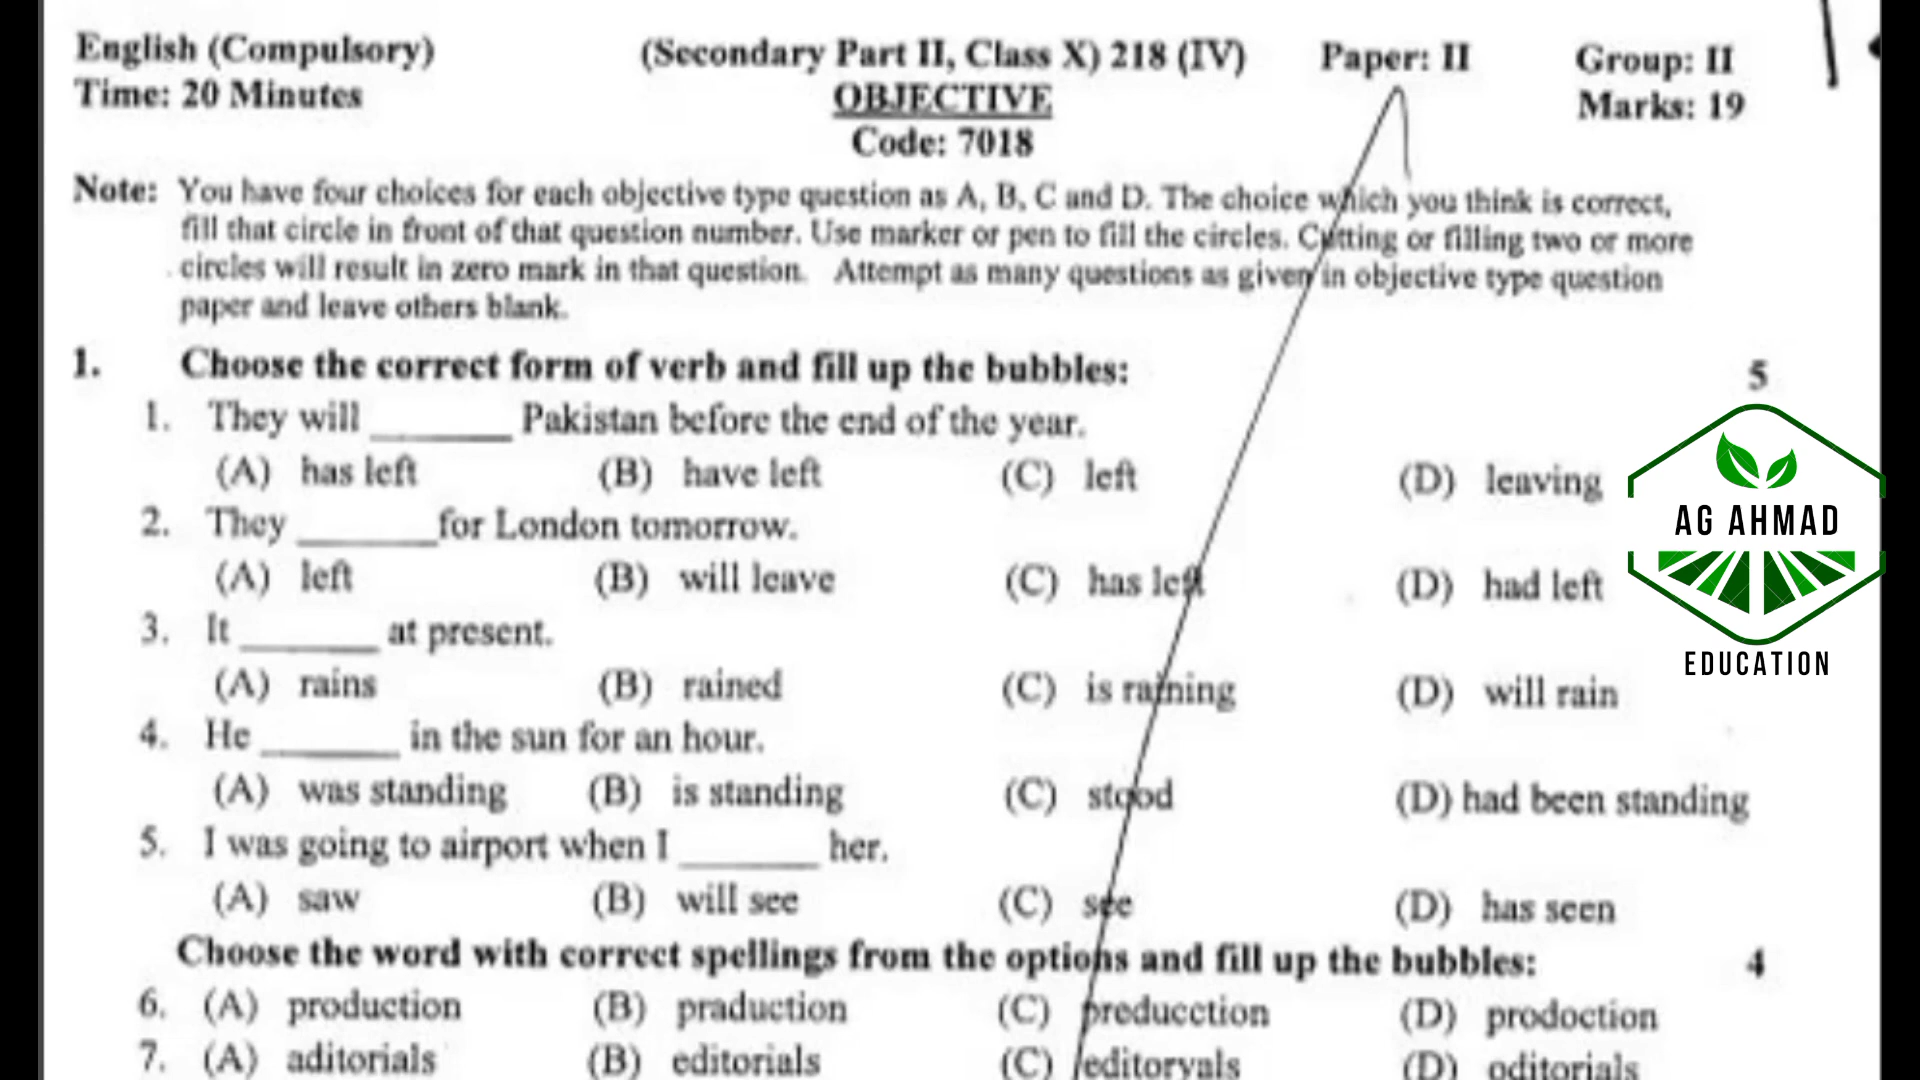 English (Compulsory) (Secondary Part II, Class X) 218 (IV) Paper: II Group: II
Time: 20 Minutes OBJECTIVE Marks: 19
Code: 7018
Note: You have four choices for each objective type question as A, B, C and D. The choice which you think is correct,
fill that circle in front of that question number. Use marker or pen to fill the circles. Cutting or filling two or more
circles will result in zero mark in that question. Attempt as many questions as given in objective type question
paper and leave others blank.
1. Choose the correct form of verb and fill up the bubbles: 5
1. They will _______ Pakistan before the end of the year.
(A) has left (B) have left (C) left (D) leaving
2. They _______ for London tomorrow.
(A) left (B) will leave (C) has left (D) had left
3. It _______ at present.
(A) rains (B) rained (C) is raining (D) will rain
4. He _______ in the sun for an hour.
(A) was standing (B) is standing (C) stood (D) had been standing
5. I was going to airport when I _______ her.
(A) saw (B) will see (C) see (D) has seen
Choose the word with correct spellings from the options and fill up the bubbles: 4
6. (A) production (B) praduction (C) preducction (D) prodoction
7. (A) aditorials (B) editorials (C) editoryals (D) oditorials
AG AHMAD
EDUCATION